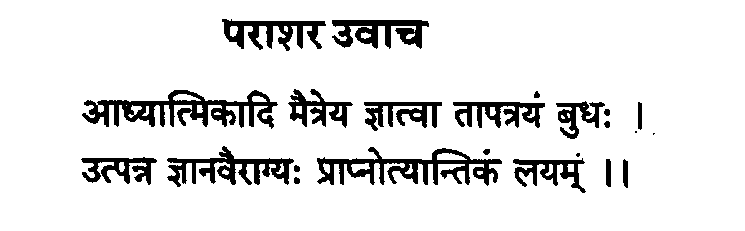 पराशर उवाच
आध्यात्मिकादि मैत्रेय ज्ञात्वा तापत्रयं बुधः ।
उत्पन्न ज्ञानवैराग्यः प्राप्नोत्यान्तिकं लयम् ।।